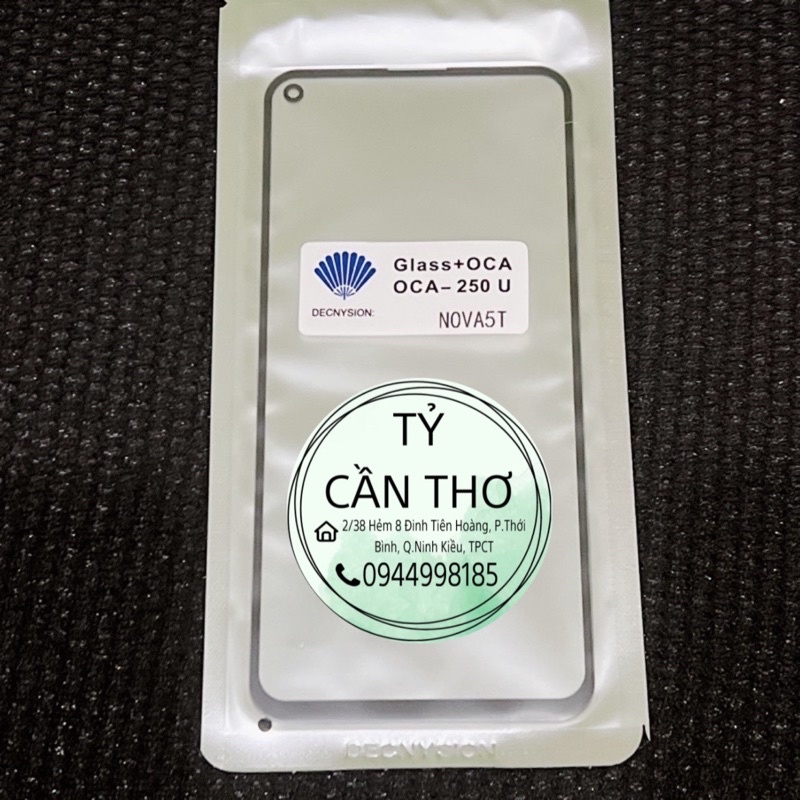 Glass+OCA
OCA– 250 U
DECNYSION:
NOVA5T
TỶ
CẦN THƠ
2/38 Hẻm 8 Đinh Tiên Hoàng, P.Thới
Bình, Q.Ninh Kiều, TPCT
0944998185
DECNYSION